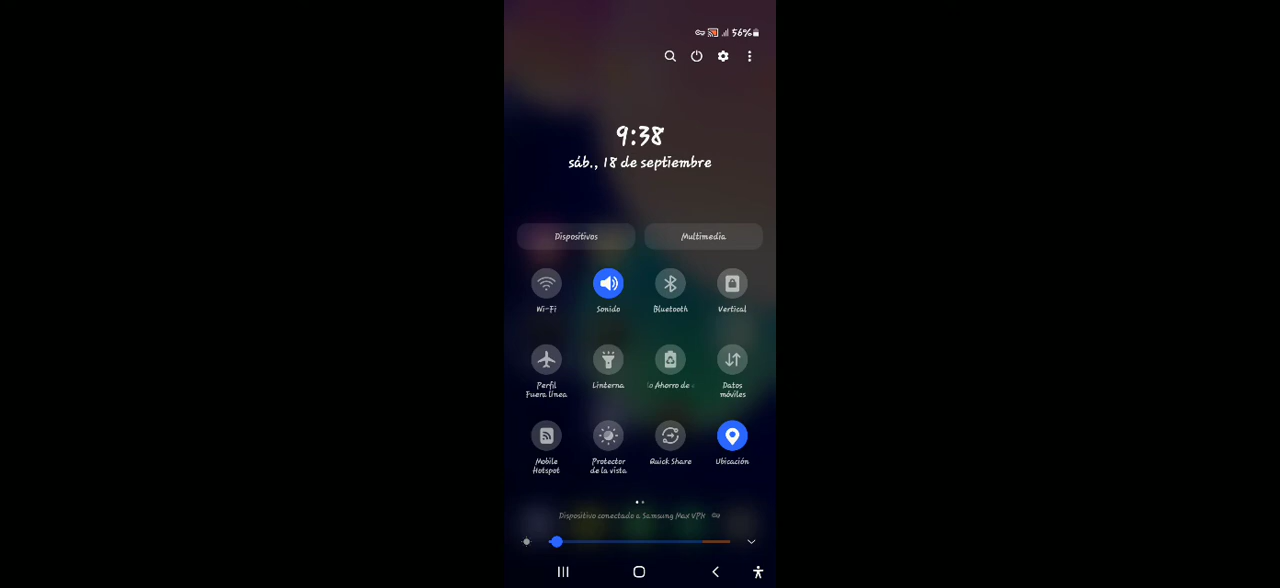 56%
9:38
sáb., 18 de septiembre
Dispositivos
Multimedia
Wi-Fi
Sonido
Bluetooth
Vertical
Perfil
Fuera línea
Linterna
Ahorro de
Datos
móviles
Mobile
Hotspot
Protector
de la vista
Quick Share
Ubicación
Dispositivo conectado a Samsung Max VPN